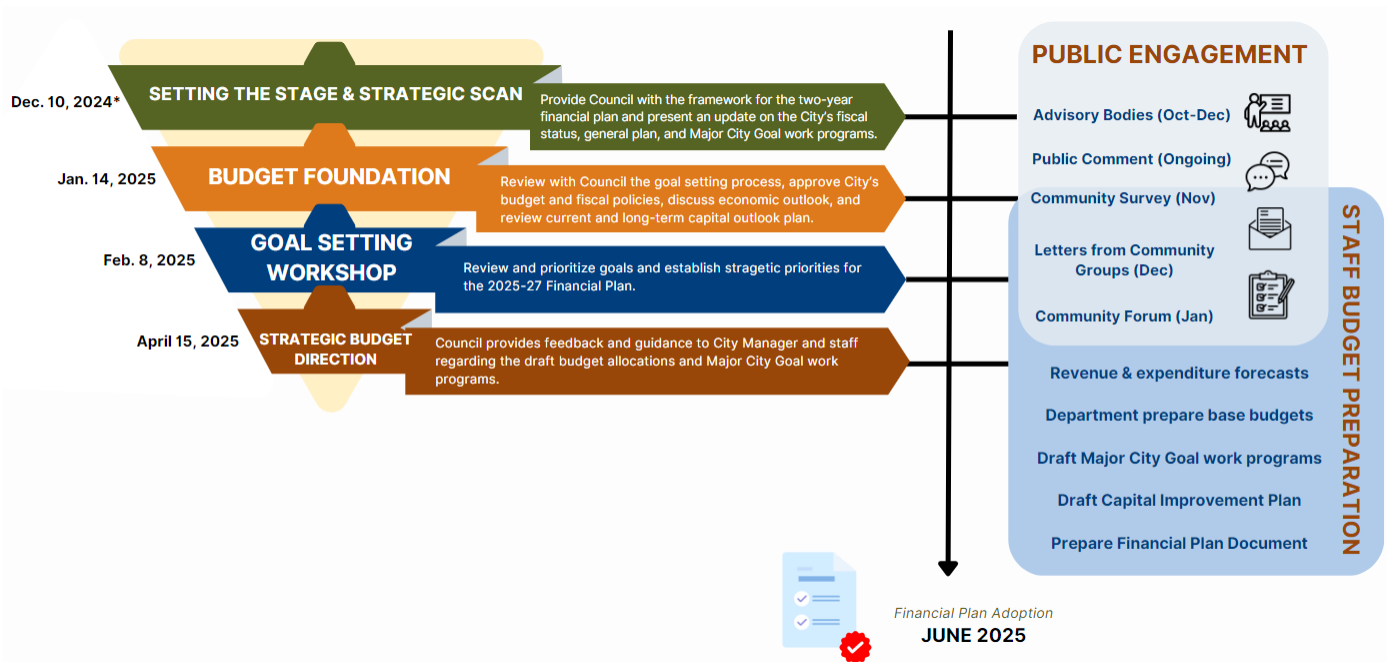 Dec. 10, 2024*
SETTING THE STAGE & STRATEGIC SCAN
Provide Council with the framework for the two-year
financial plan and present an update on the City's fiscal
status, general plan, and Major City Goal work programs.
Jan. 14, 2025
BUDGET FOUNDATION
Review with Council the goal setting process, approve City's
budget and fiscal policies, discuss economic outlook, and
review current and long-term capital outlook plan.
Feb. 8, 2025
GOAL SETTING
WORKSHOP
Review and prioritize goals and establish stragetic priorities for
the 2025-27 Financial Plan.
April 15, 2025
STRATEGIC BUDGET
DIRECTION
Council provides feedback and guidance to City Manager and staff
regarding the draft budget allocations and Major City Goal work
programs.
PUBLIC ENGAGEMENT
Advisory Bodies (Oct-Dec)
Public Comment (Ongoing)
Community Survey (Nov)
Letters from Community
Groups (Dec)
Community Forum (Jan)
STAFF BUDGET PREPARATION
Revenue & expenditure forecasts
Department prepare base budgets
Draft Major City Goal work programs
Draft Capital Improvement Plan
Prepare Financial Plan Document
Financial Plan Adoption
JUNE 2025